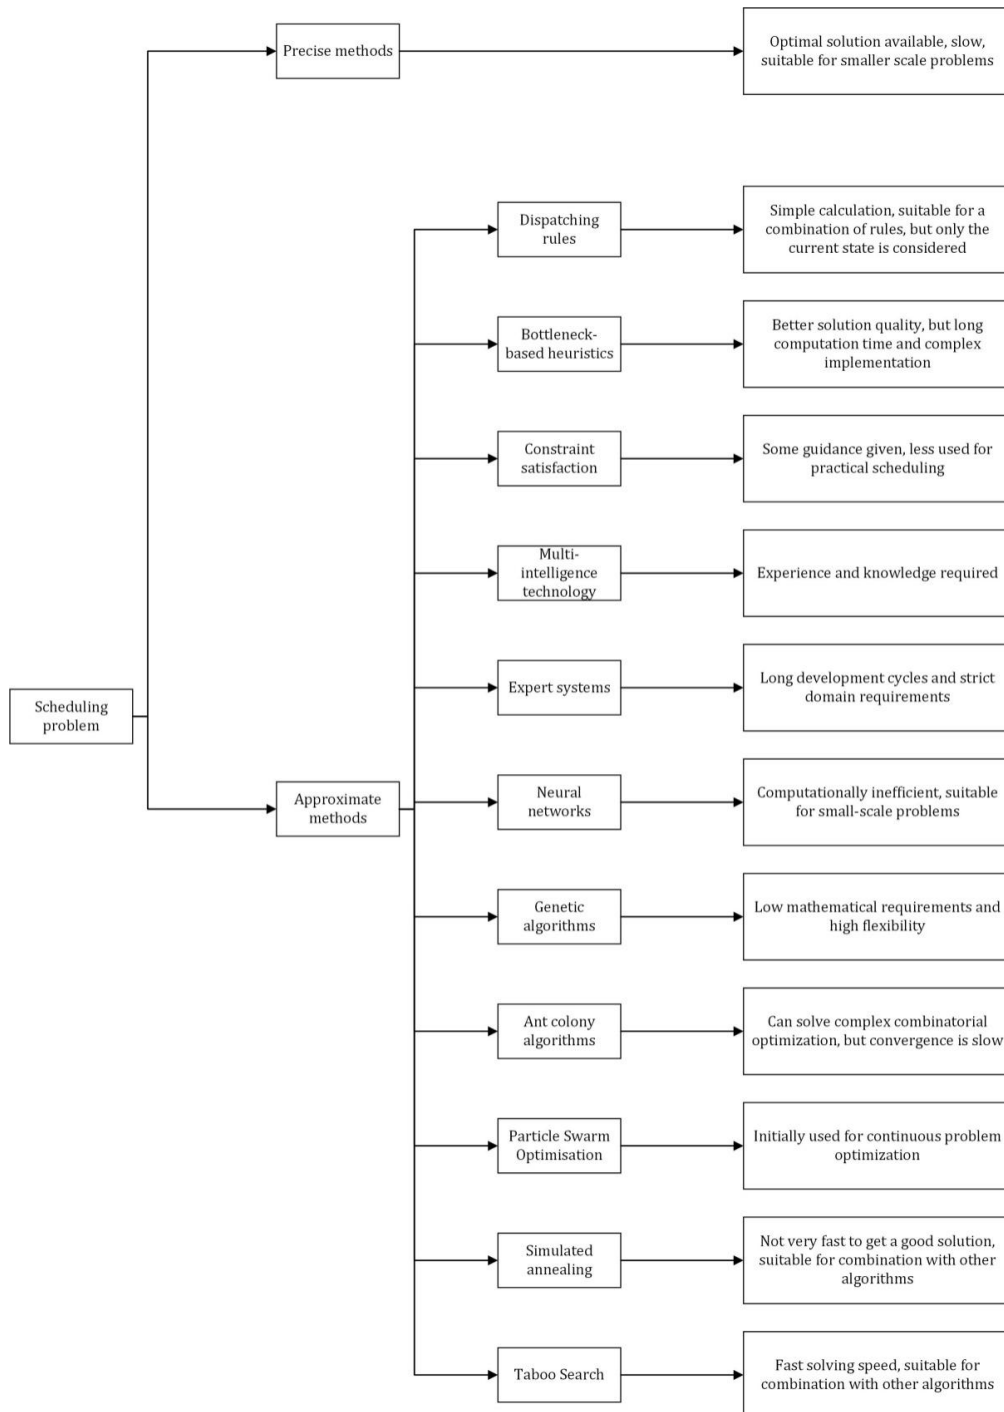 Precise methods
Optimal solution available, slow,
suitable for smaller scale problems
Dispatching
rules
Simple calculation, suitable for a
combination of rules, but only the
current state is considered
Bottleneck-
based heuristics
Better solution quality, but long
computation time and complex
implementation
Constraint
satisfaction
Some guidance given, less used for
practical scheduling
Multi-
intelligence
technology
Experience and knowledge required
Scheduling
problem
Expert systems
Long development cycles and strict
domain requirements
Approximate
methods
Neural
networks
Computationally inefficient, suitable
for small-scale problems
Genetic
algorithms
Low mathematical requirements and
high flexibility
Ant colony
algorithms
Can solve complex combinatorial
optimization, but convergence is slow
Particle Swarm
Optimisation
Initially used for continuous problem
optimization
Simulated
annealing
Not very fast to get a good solution,
suitable for combination with other
algorithms
Taboo Search
Fast solving speed, suitable for
combination with other algorithms